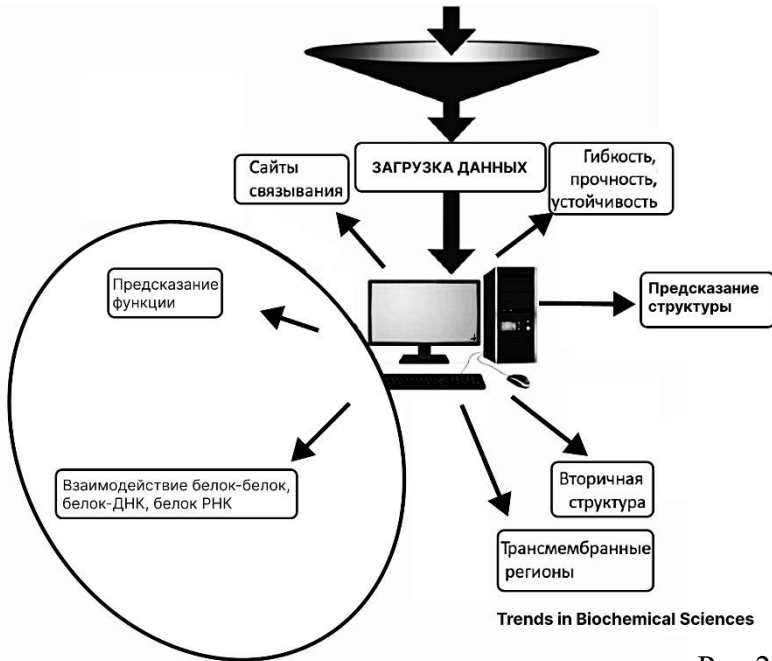 ЗАГРУЗКА ДАННЫХ
Сайты
связывания
Гибкость,
прочность,
устойчивость
Предсказание
функции
Предсказание
структуры
Взаимодействие белок-белок,
белок-ДНК, белок РНК
Вторичная
структура
Трансмембранные
регионы
Trends in Biochemical Sciences